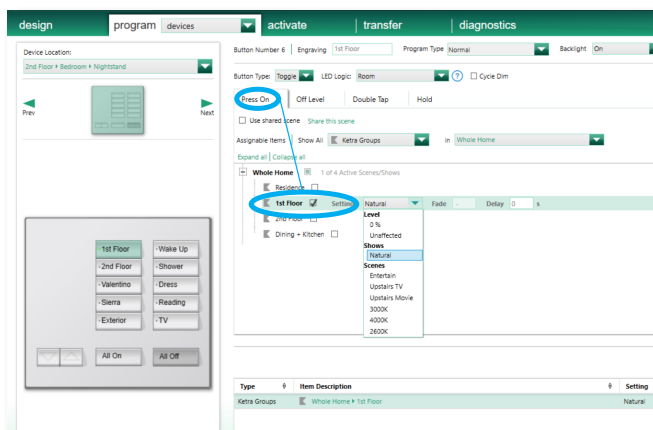 design program devices activate transfer diagnostics
Device Location:
2nd Floor ▸ Bedroom ▸ Nightstand
Prev Next
1st Floor -Wake Up
-2nd Floor -Shower
-Valentino -Dress
-Sierra -Reading
-Exterior -TV
All On All Off
Button Number 6 | Engraving 1st Floor Program Type Normal Backlight On
Button Type: Toggle LED Logic: Room ? Cycle Dim
Press On Off Level Double Tap Hold
Use shared scene Share this scene
Assignable Items Show All Ketra Groups in Whole Home
Expand all | Collapse all
Whole Home 1 of 4 Active Scenes/Shows
Residence
1st Floor Setting Natural Fade - Delay 0 s
2nd Floor
Dining + Kitchen
Level
0 %
Unaffected
Shows
Natural
Scenes
Entertain
Upstairs TV
Upstairs Movie
3000K
4000K
2600K
Type Item Description Setting
Ketra Groups Whole Home ▸ 1st Floor Natural